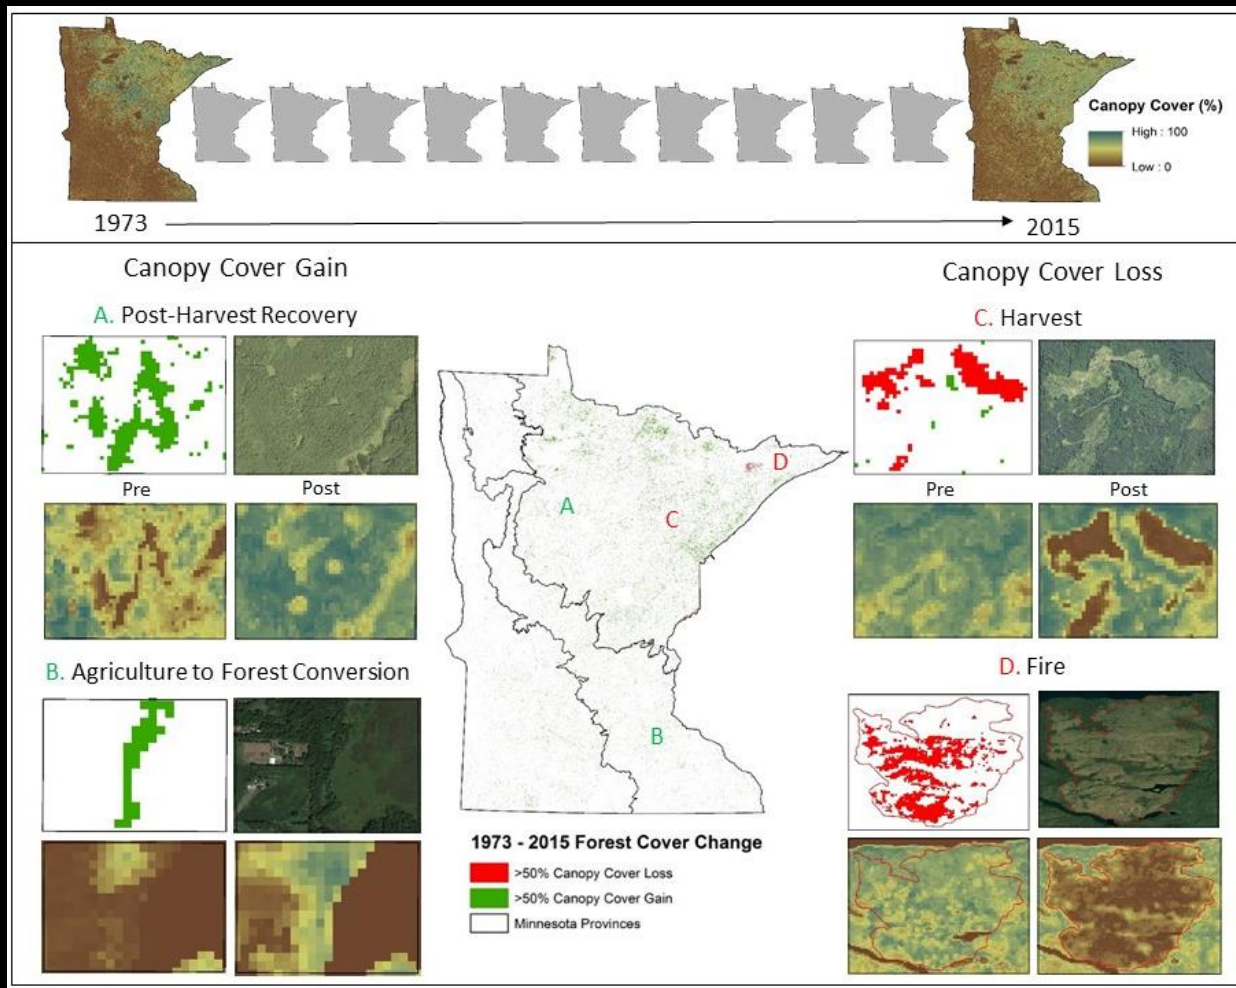 Canopy Cover (%)
High : 100
Low : 0
1973
2015
Canopy Cover Gain
A. Post-Harvest Recovery
Pre
Post
B. Agriculture to Forest Conversion
A
B
C
D
1973 - 2015 Forest Cover Change
>50% Canopy Cover Loss
>50% Canopy Cover Gain
Minnesota Provinces
Canopy Cover Loss
C. Harvest
Pre
Post
D. Fire